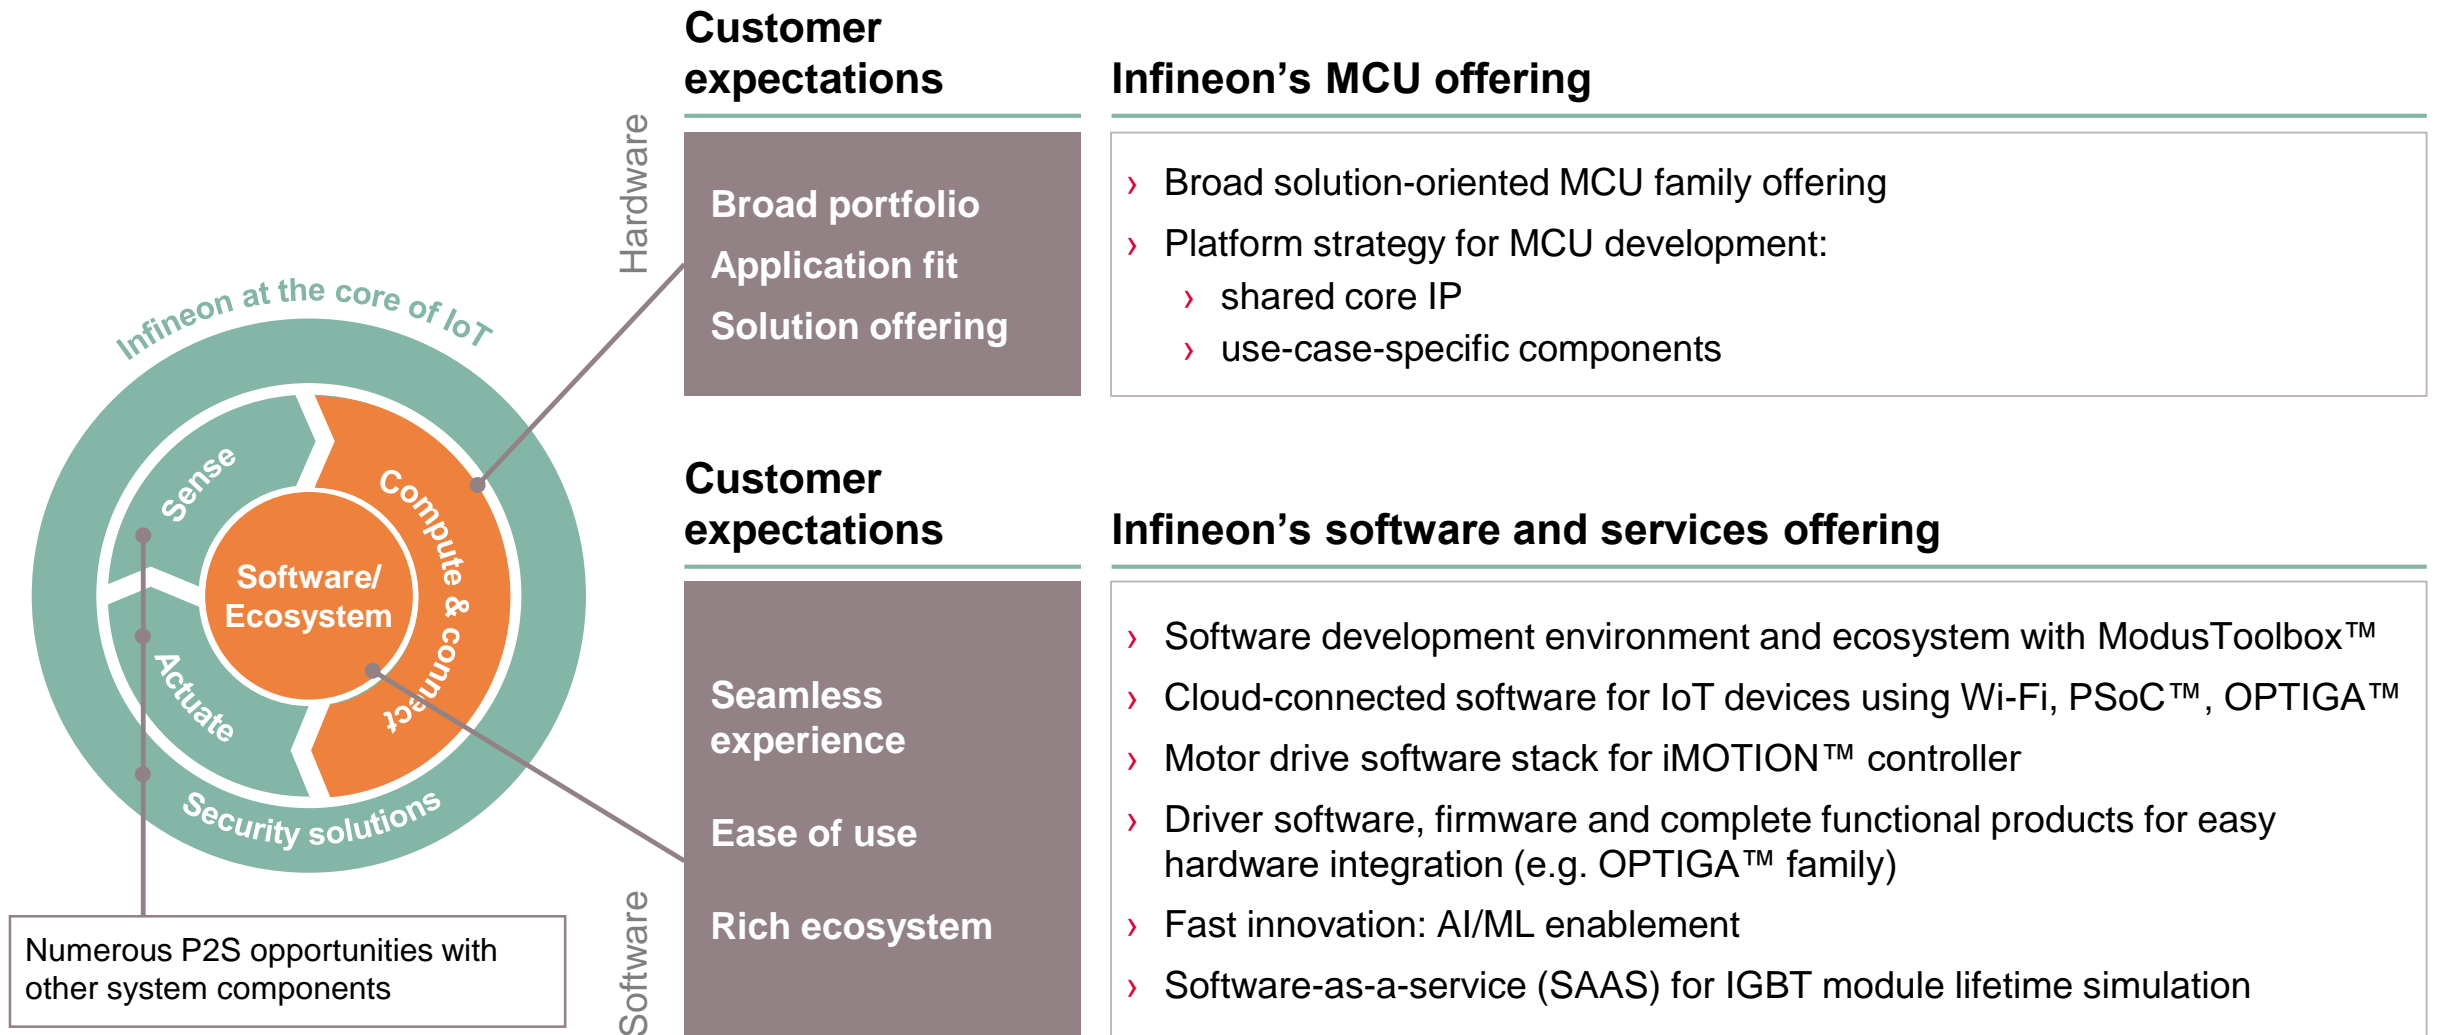 Infineon at the core of IoT
Sense
Compute & connect
Software/
Ecosystem
Actuate
Security solutions
Numerous P2S opportunities with
other system components
Hardware
Customer
expectations
Broad portfolio
Application fit
Solution offering
Infineon’s MCU offering
› Broad solution-oriented MCU family offering
› Platform strategy for MCU development:
› shared core IP
› use-case-specific components
Software
Customer
expectations
Seamless
experience
Ease of use
Rich ecosystem
Infineon’s software and services offering
› Software development environment and ecosystem with ModusToolbox™
› Cloud-connected software for IoT devices using Wi-Fi, PSoC™, OPTIGA™
› Motor drive software stack for iMOTION™ controller
› Driver software, firmware and complete functional products for easy
hardware integration (e.g. OPTIGA™ family)
› Fast innovation: AI/ML enablement
› Software-as-a-service (SAAS) for IGBT module lifetime simulation